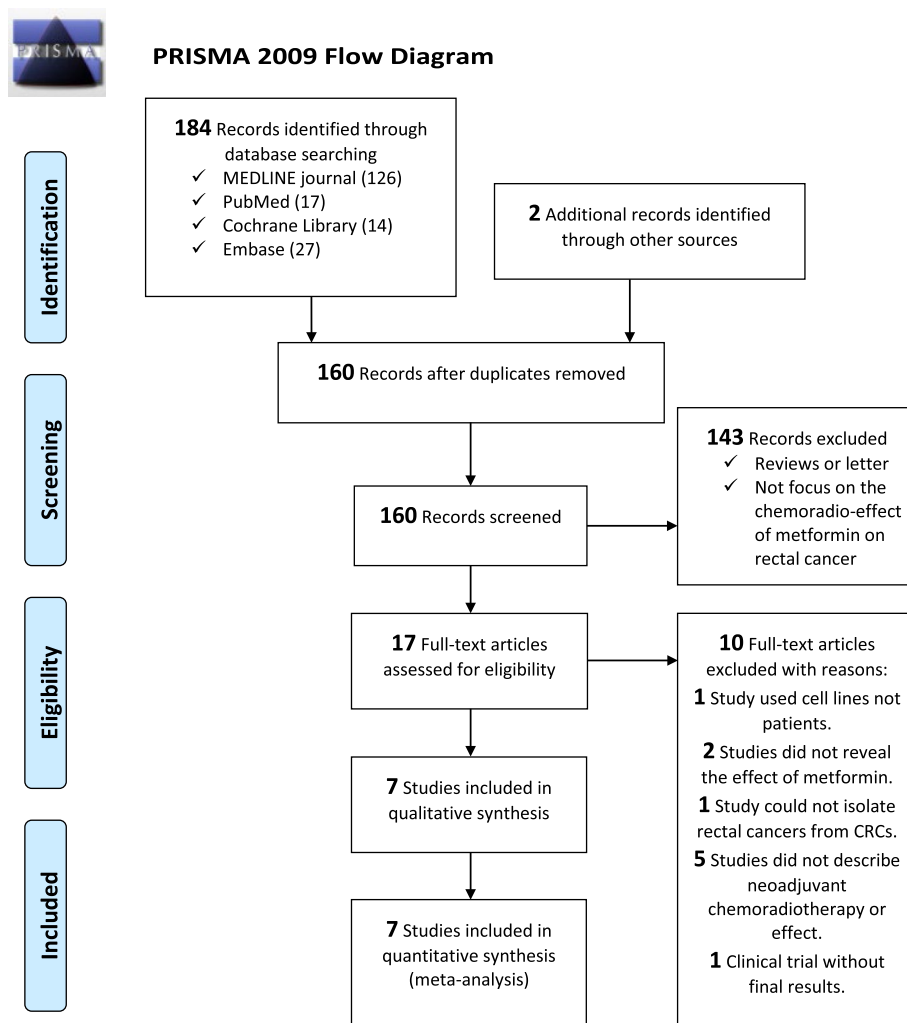 PRISMA
PRISMA 2009 Flow Diagram
184 Records identified through
database searching
✓ MEDLINE journal (126)
✓ PubMed (17)
✓ Cochrane Library (14)
✓ Embase (27)
2 Additional records identified
through other sources
Identification
160 Records after duplicates removed
Screening
143 Records excluded
✓ Reviews or letter
✓ Not focus on the
chemoradio-effect
of metformin on
rectal cancer
160 Records screened
Eligibility
17 Full-text articles
assessed for eligibility
10 Full-text articles
excluded with reasons:
1 Study used cell lines not
patients.
2 Studies did not reveal
the effect of metformin.
1 Study could not isolate
rectal cancers from CRCs.
5 Studies did not describe
neoadjuvant
chemoradiotherapy or
effect.
1 Clinical trial without
final results.
7 Studies included in
qualitative synthesis
Included
7 Studies included in
quantitative synthesis
(meta-analysis)